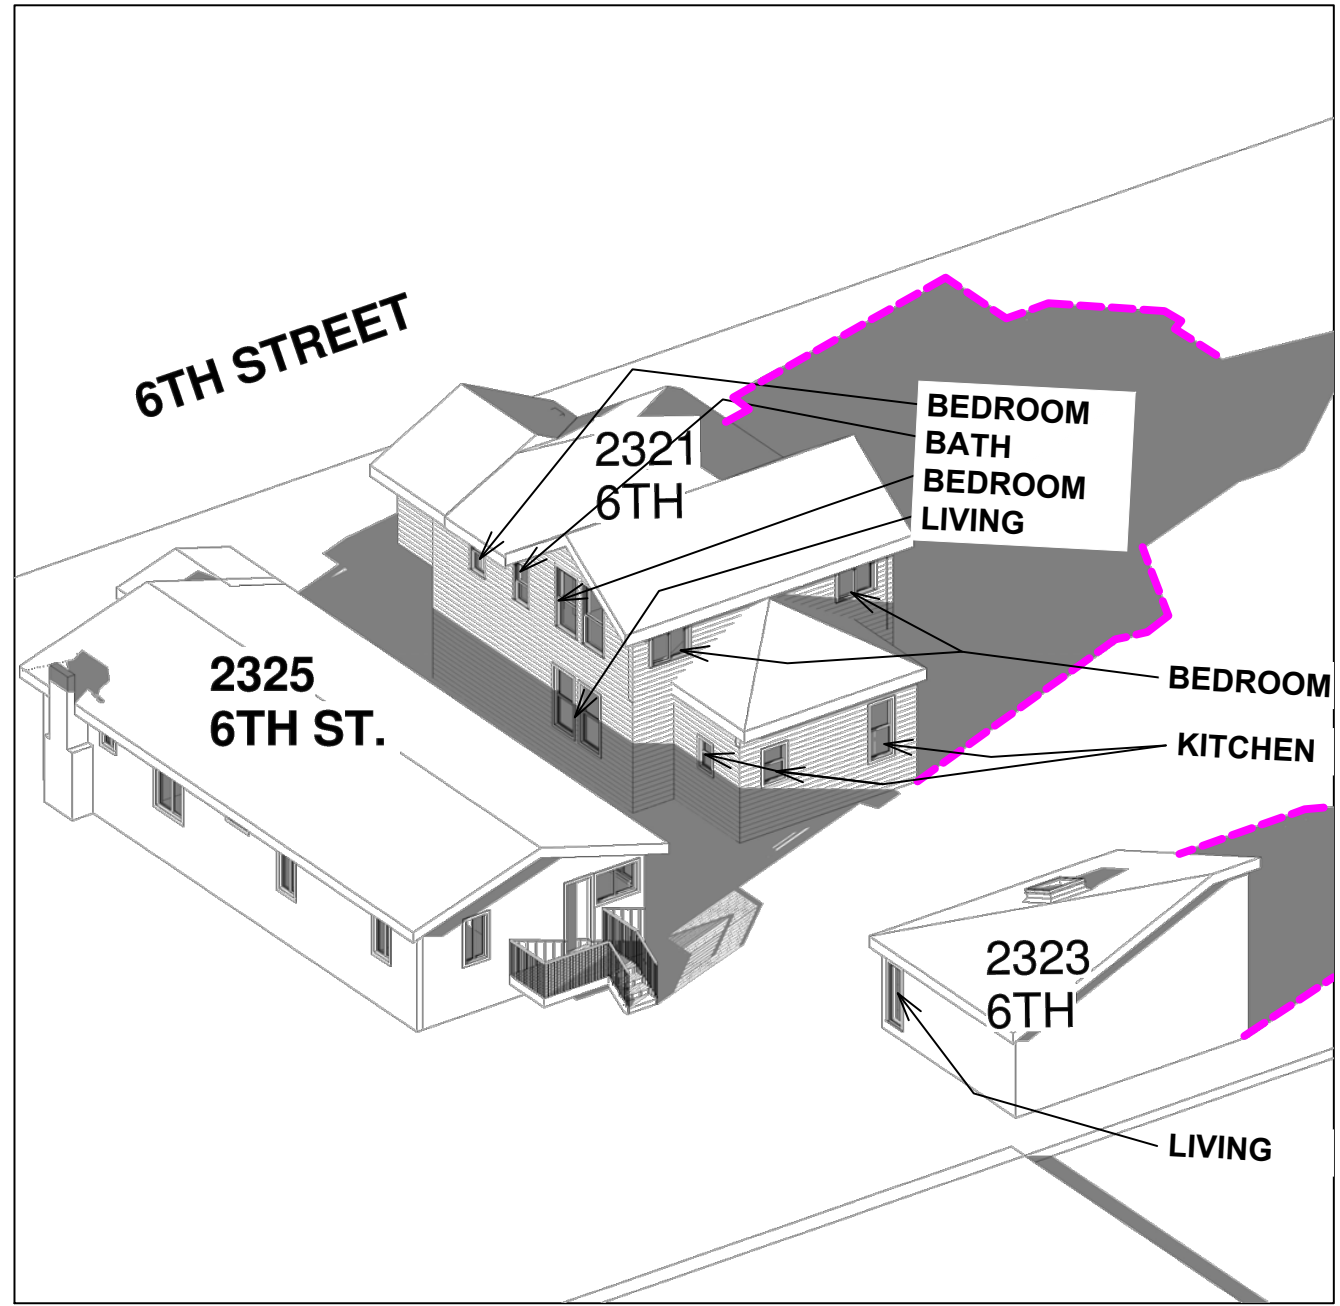 6TH STREET
2321
6TH
BEDROOM
BATH
BEDROOM
LIVING
2325
6TH ST.
BEDROOM
KITCHEN
2323
6TH
LIVING